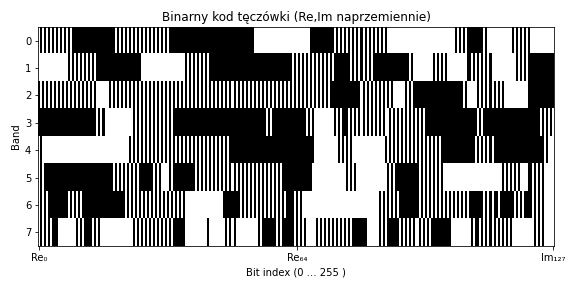 Binarny kod tęczówki (Re,Im naprzemiennie)
Band
0
1
2
3
4
5
6
7
Re₀
Re₆₄
Im₁₂₇
Bit index (0 … 255 )